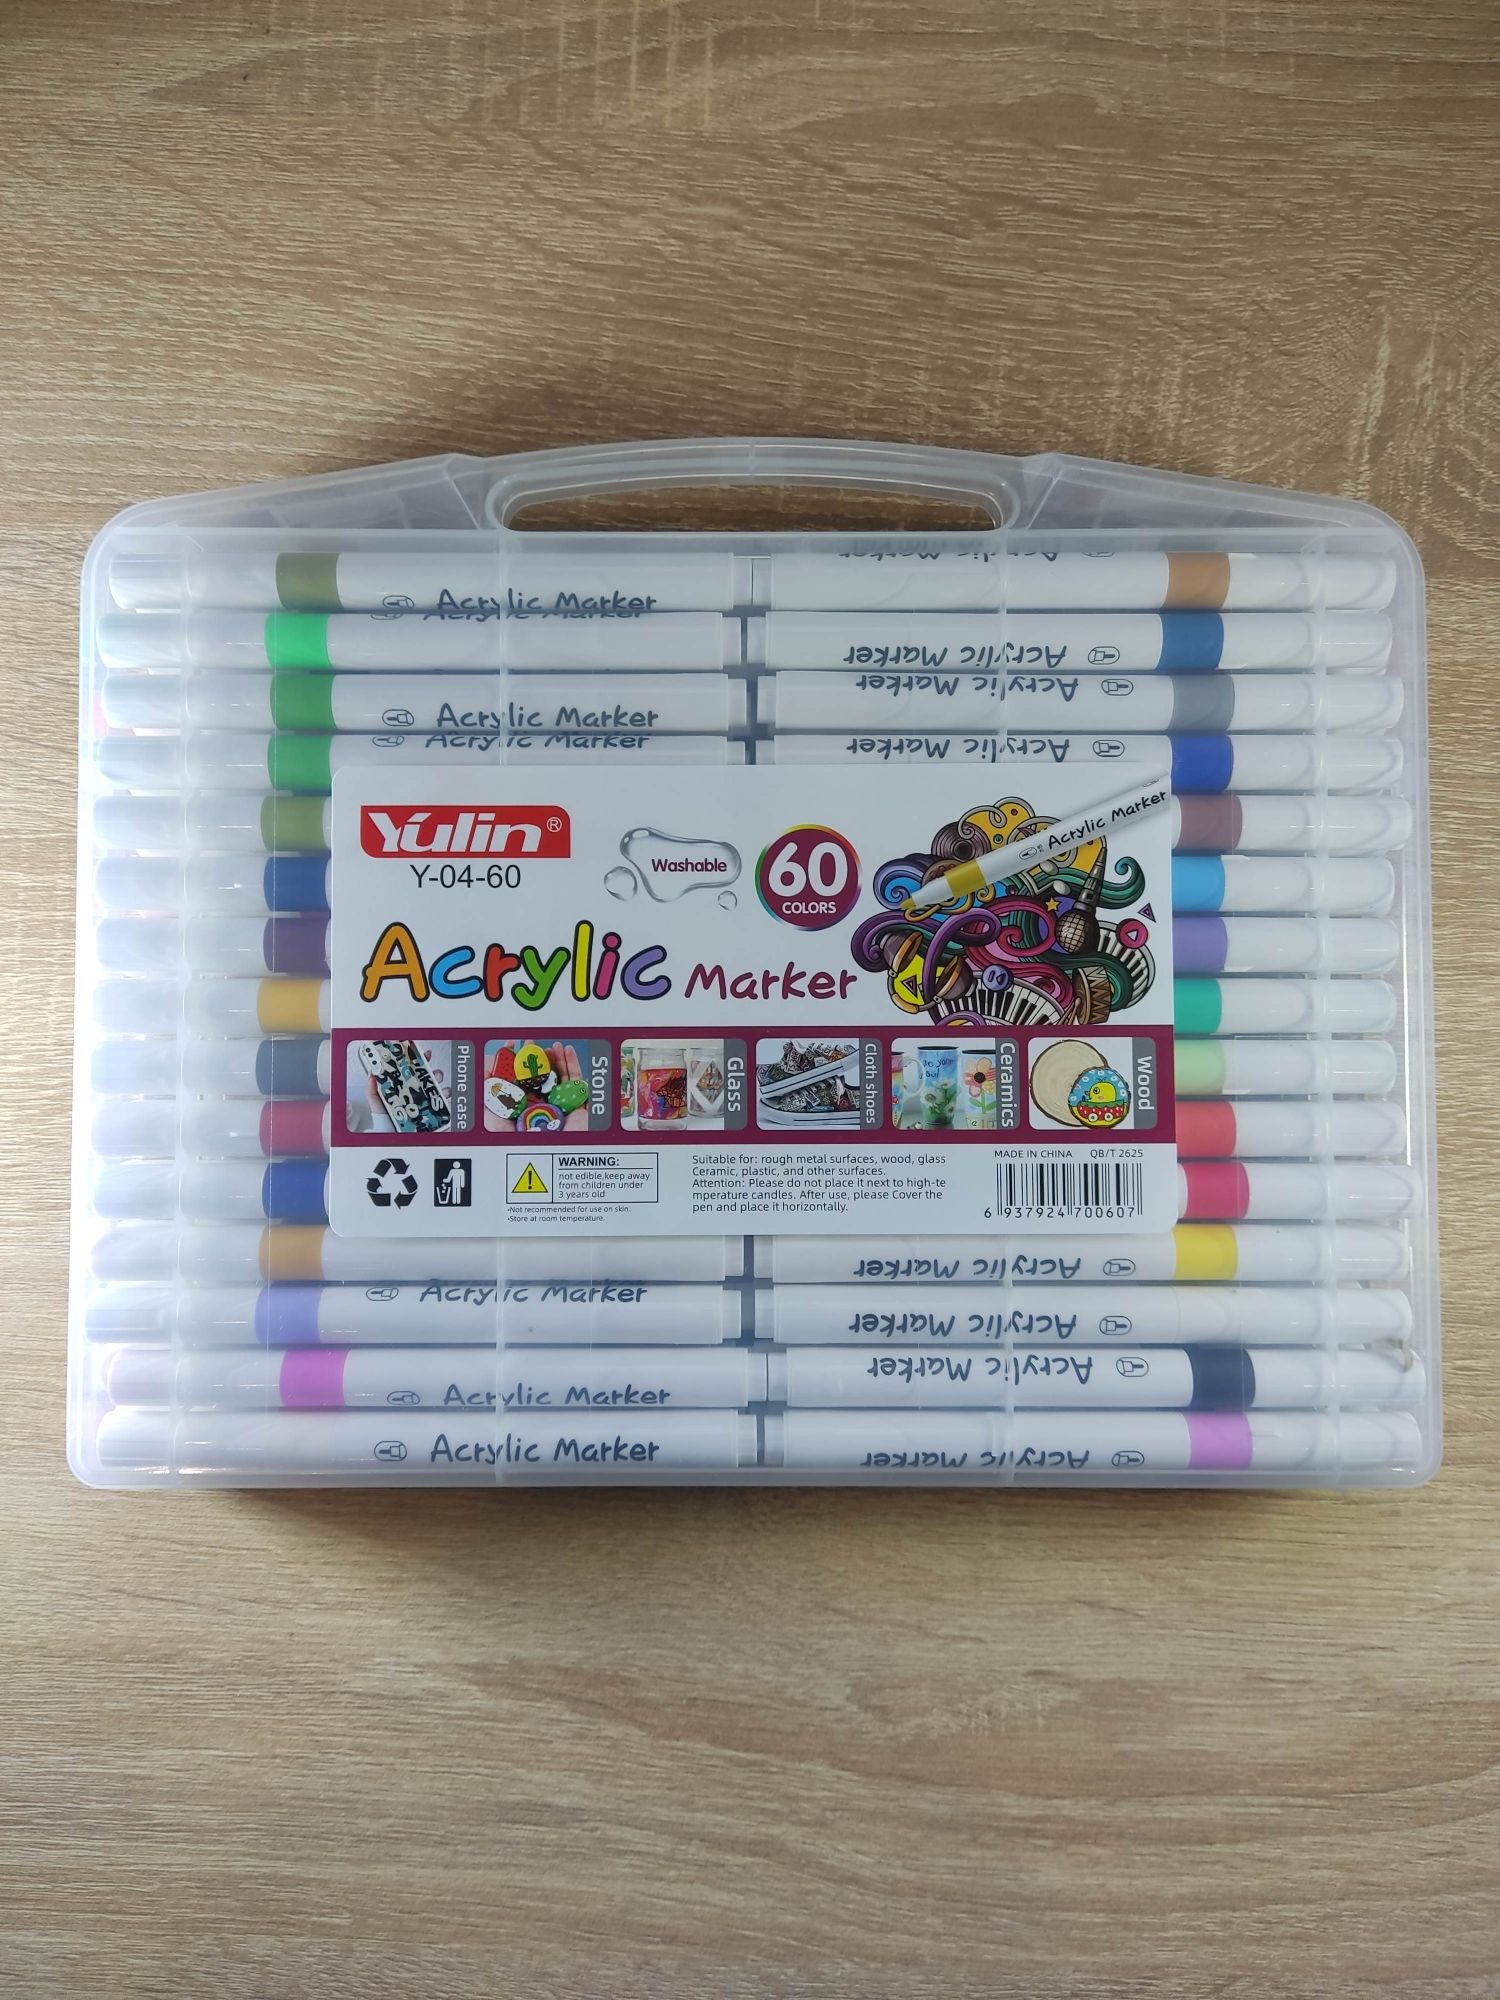 Acrylic Marker
Acrylic Marker
Acrylic Marker
Acrylic Marker
Acrylic Marker
Acrylic Marker
Acrylic Marker
Acrylic Marker
Yulin®
Y-04-60
Washable
60
COLORS
Acrylic Marker
Acrylic Marker
Phone case
Stone
Glass
Cloth shoes
Ceramics
Wood
WARNING:
not edible,keep away
from children under
3 years old
•Not recommended for use on skin.
•Store at room temperature.
Suitable for: rough metal surfaces, wood, glass
Ceramic, plastic, and other surfaces.
Attention: Please do not place it next to high-te
mperature candles. After use, please Cover the
pen and place it horizontally.
MADE IN CHINA QB/T 2625
6 937924 700607
Acrylic Marker
Acrylic Marker
Acrylic Marker
Acrylic Marker
Acrylic Marker
Acrylic Marker
Acrylic Marker